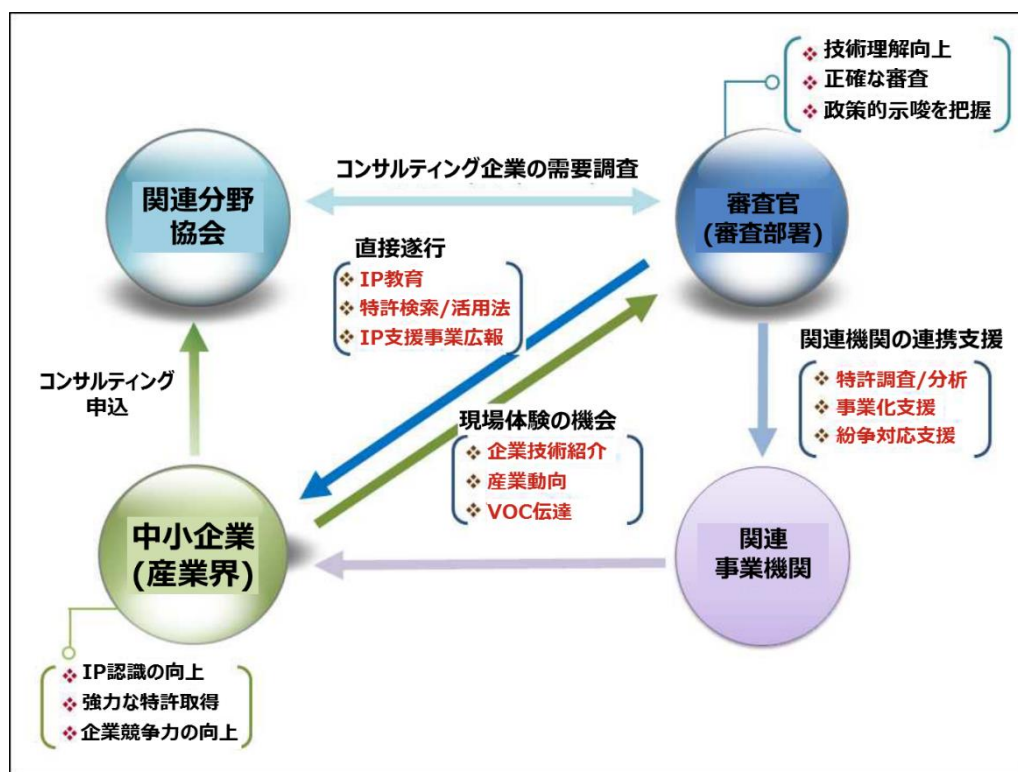 技術理解向上
正確な審査
政策的示唆を把握
関連分野
協会
コンサルティング企業の需要調査
審査官
(審査部署)
直接遂行
IP教育
特許検索/活用法
IP支援事業広報
関連機関の連携支援
特許調査/分析
事業化支援
紛争対応支援
コンサルティング
申込
現場体験の機会
企業技術紹介
産業動向
VOC伝達
中小企業
(産業界)
関連
事業機関
IP認識の向上
強力な特許取得
企業競争力の向上